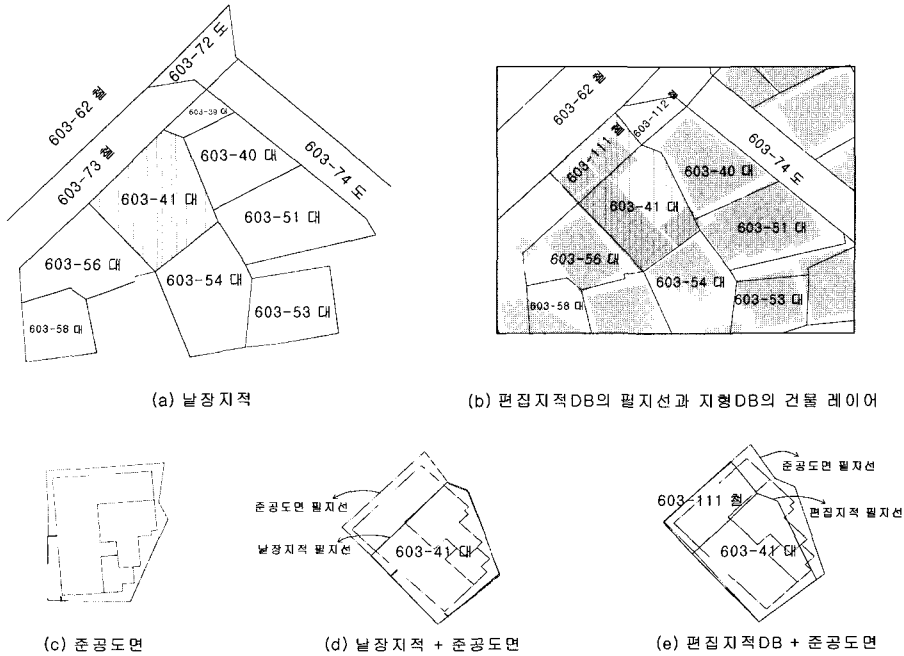 603-72 도
603-62 철
603-39 대
603-73 철
603-40 대
603-74 도
603-41 대
603-51 대
603-56 대
603-54 대
603-53 대
603-58 대
(a) 낱장지적
603-62 철
603-112 철
603-111 철
603-40 대
603-74 도
603-41 대
603-51 대
603-56 대
603-54 대
603-53 대
603-58 대
(b) 편집지적DB의 필지선과 지형DB의 건물 레이어
(c) 준공도면
준공도면 필지선
낱장지적 필지선
603-41 대
(d) 낱장지적 + 준공도면
준공도면 필지선
603-111 철
편집지적 필지선
603-41 대
(e) 편집지적DB + 준공도면